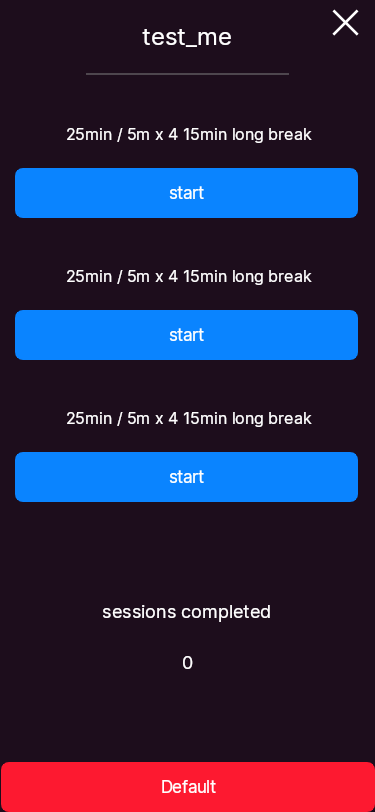 test_me
25min / 5m x 4 15min long break
start
25min / 5m x 4 15min long break
start
25min / 5m x 4 15min long break
start
sessions completed
0
Default